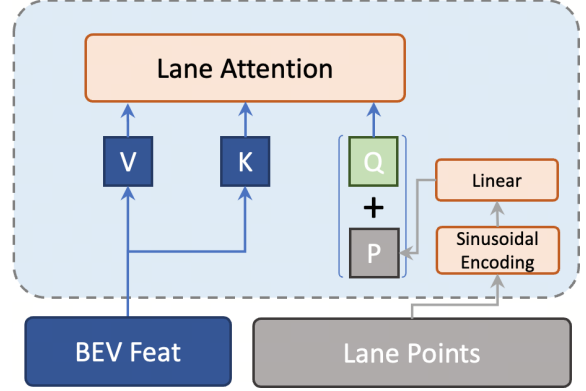 Lane Attention
V
K
Q
+
P
Linear
Sinusoidal
Encoding
BEV Feat
Lane Points